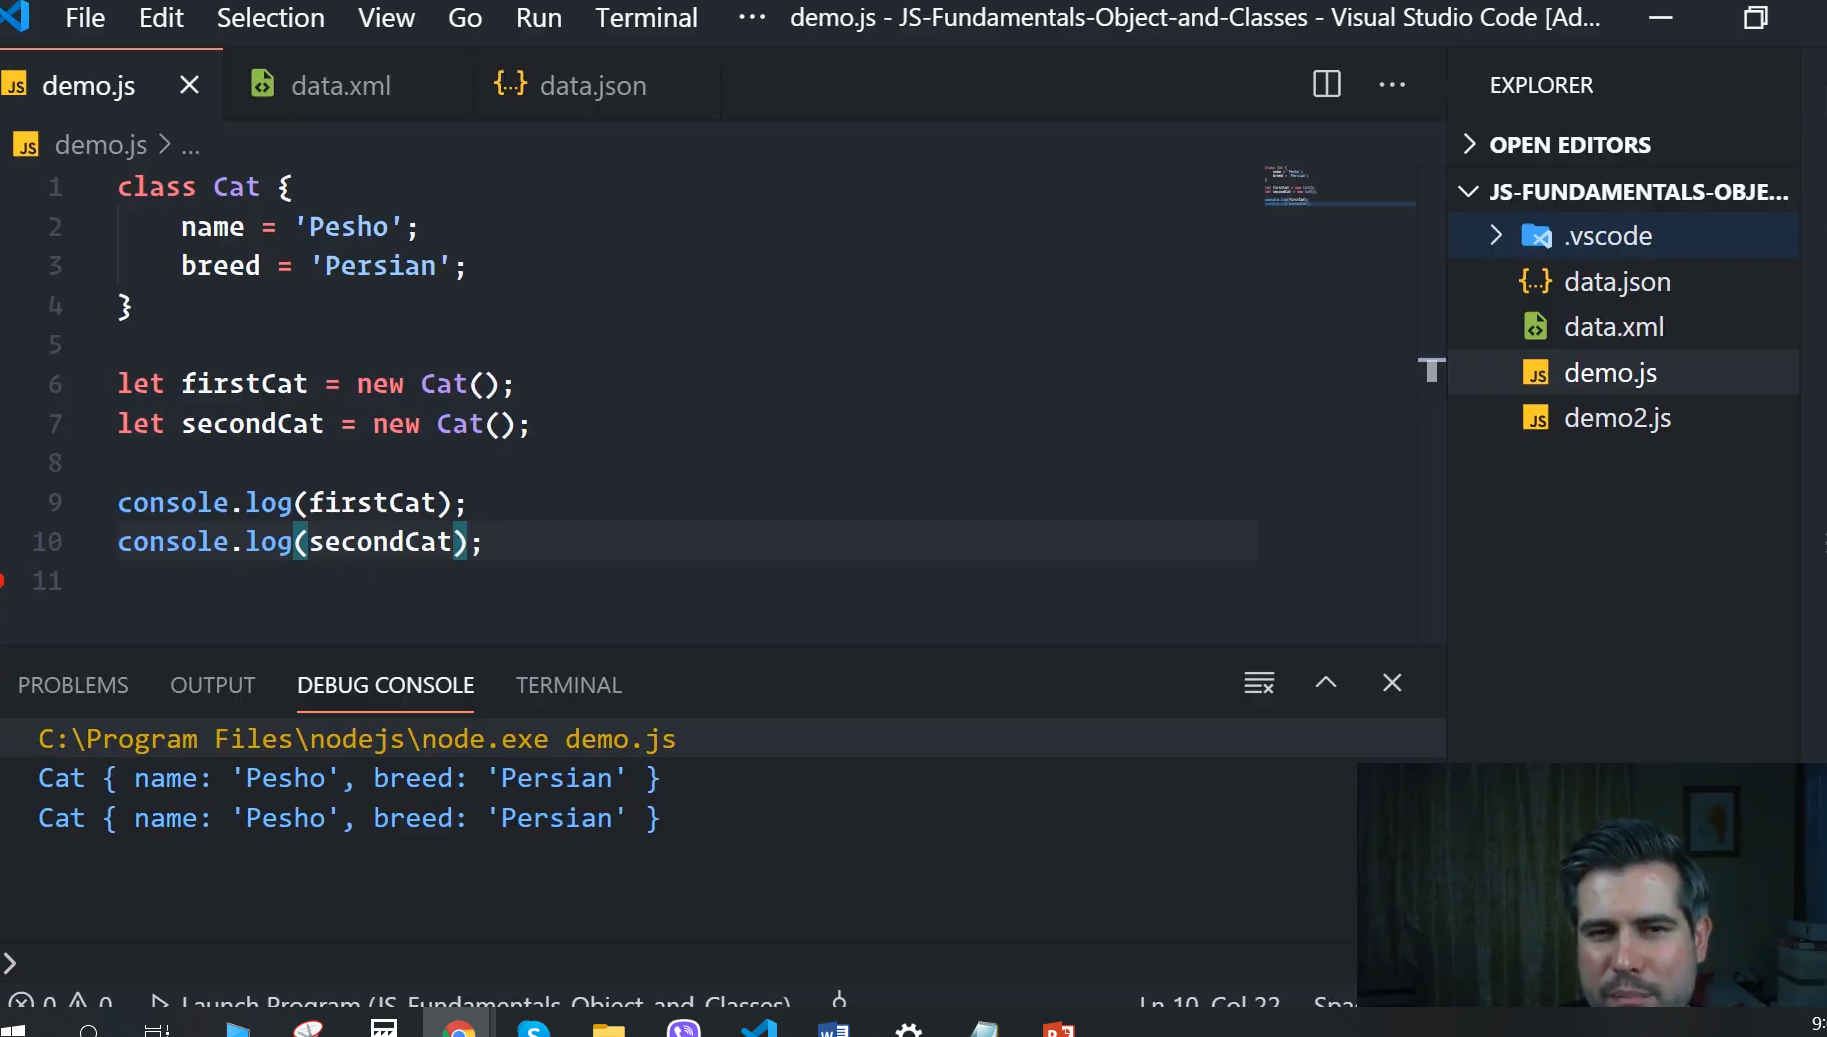 File Edit Selection View Go Run Terminal ··· demo.js - JS-Fundamentals-Object-and-Classes - Visual Studio Code [Ad...
JS demo.js data.xml {..} data.json ···
JS demo.js > ...
1 class Cat {
2 name = 'Pesho';
3 breed = 'Persian';
4 }
5
6 let firstCat = new Cat();
7 let secondCat = new Cat();
8
9 console.log(firstCat);
10 console.log(secondCat);
11
EXPLORER
OPEN EDITORS
JS-FUNDAMENTALS-OBJE...
.vscode
{..} data.json
data.xml
JS demo.js
JS demo2.js
PROBLEMS OUTPUT DEBUG CONSOLE TERMINAL
C:\Program Files\nodejs\node.exe demo.js
Cat { name: 'Pesho', breed: 'Persian' }
Cat { name: 'Pesho', breed: 'Persian' }
>
0 0 Launch Program (JS-Fundamentals-Object-and-Classes) Ln 10, Col 22 Spa
9: